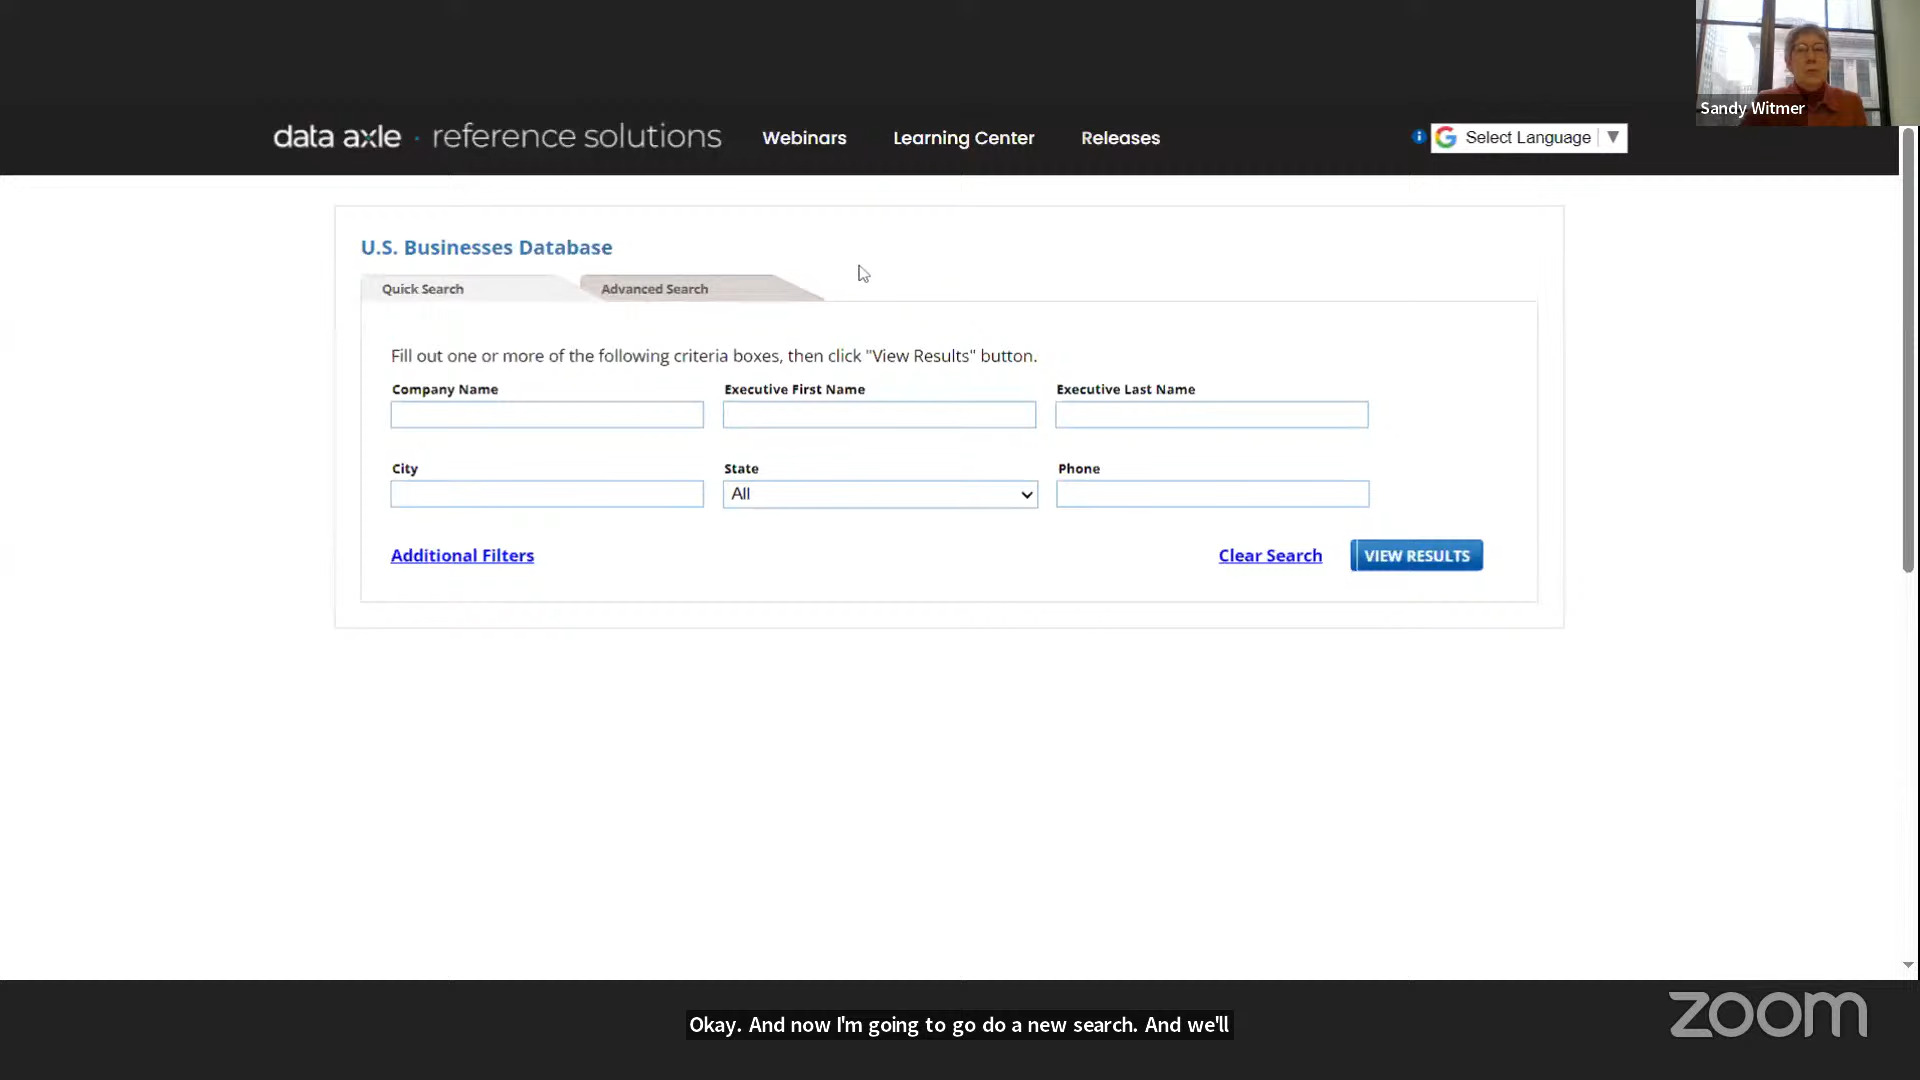 Sandy Witmer
data axle · reference solutions
Webinars
Learning Center
Releases
Select Language
U.S. Businesses Database
Quick Search
Advanced Search
Fill out one or more of the following criteria boxes, then click "View Results" button.
Company Name
Executive First Name
Executive Last Name
City
State
Phone
All
Additional Filters
Clear Search
VIEW RESULTS
Okay. And now I'm going to go do a new search. And we'll
zoom